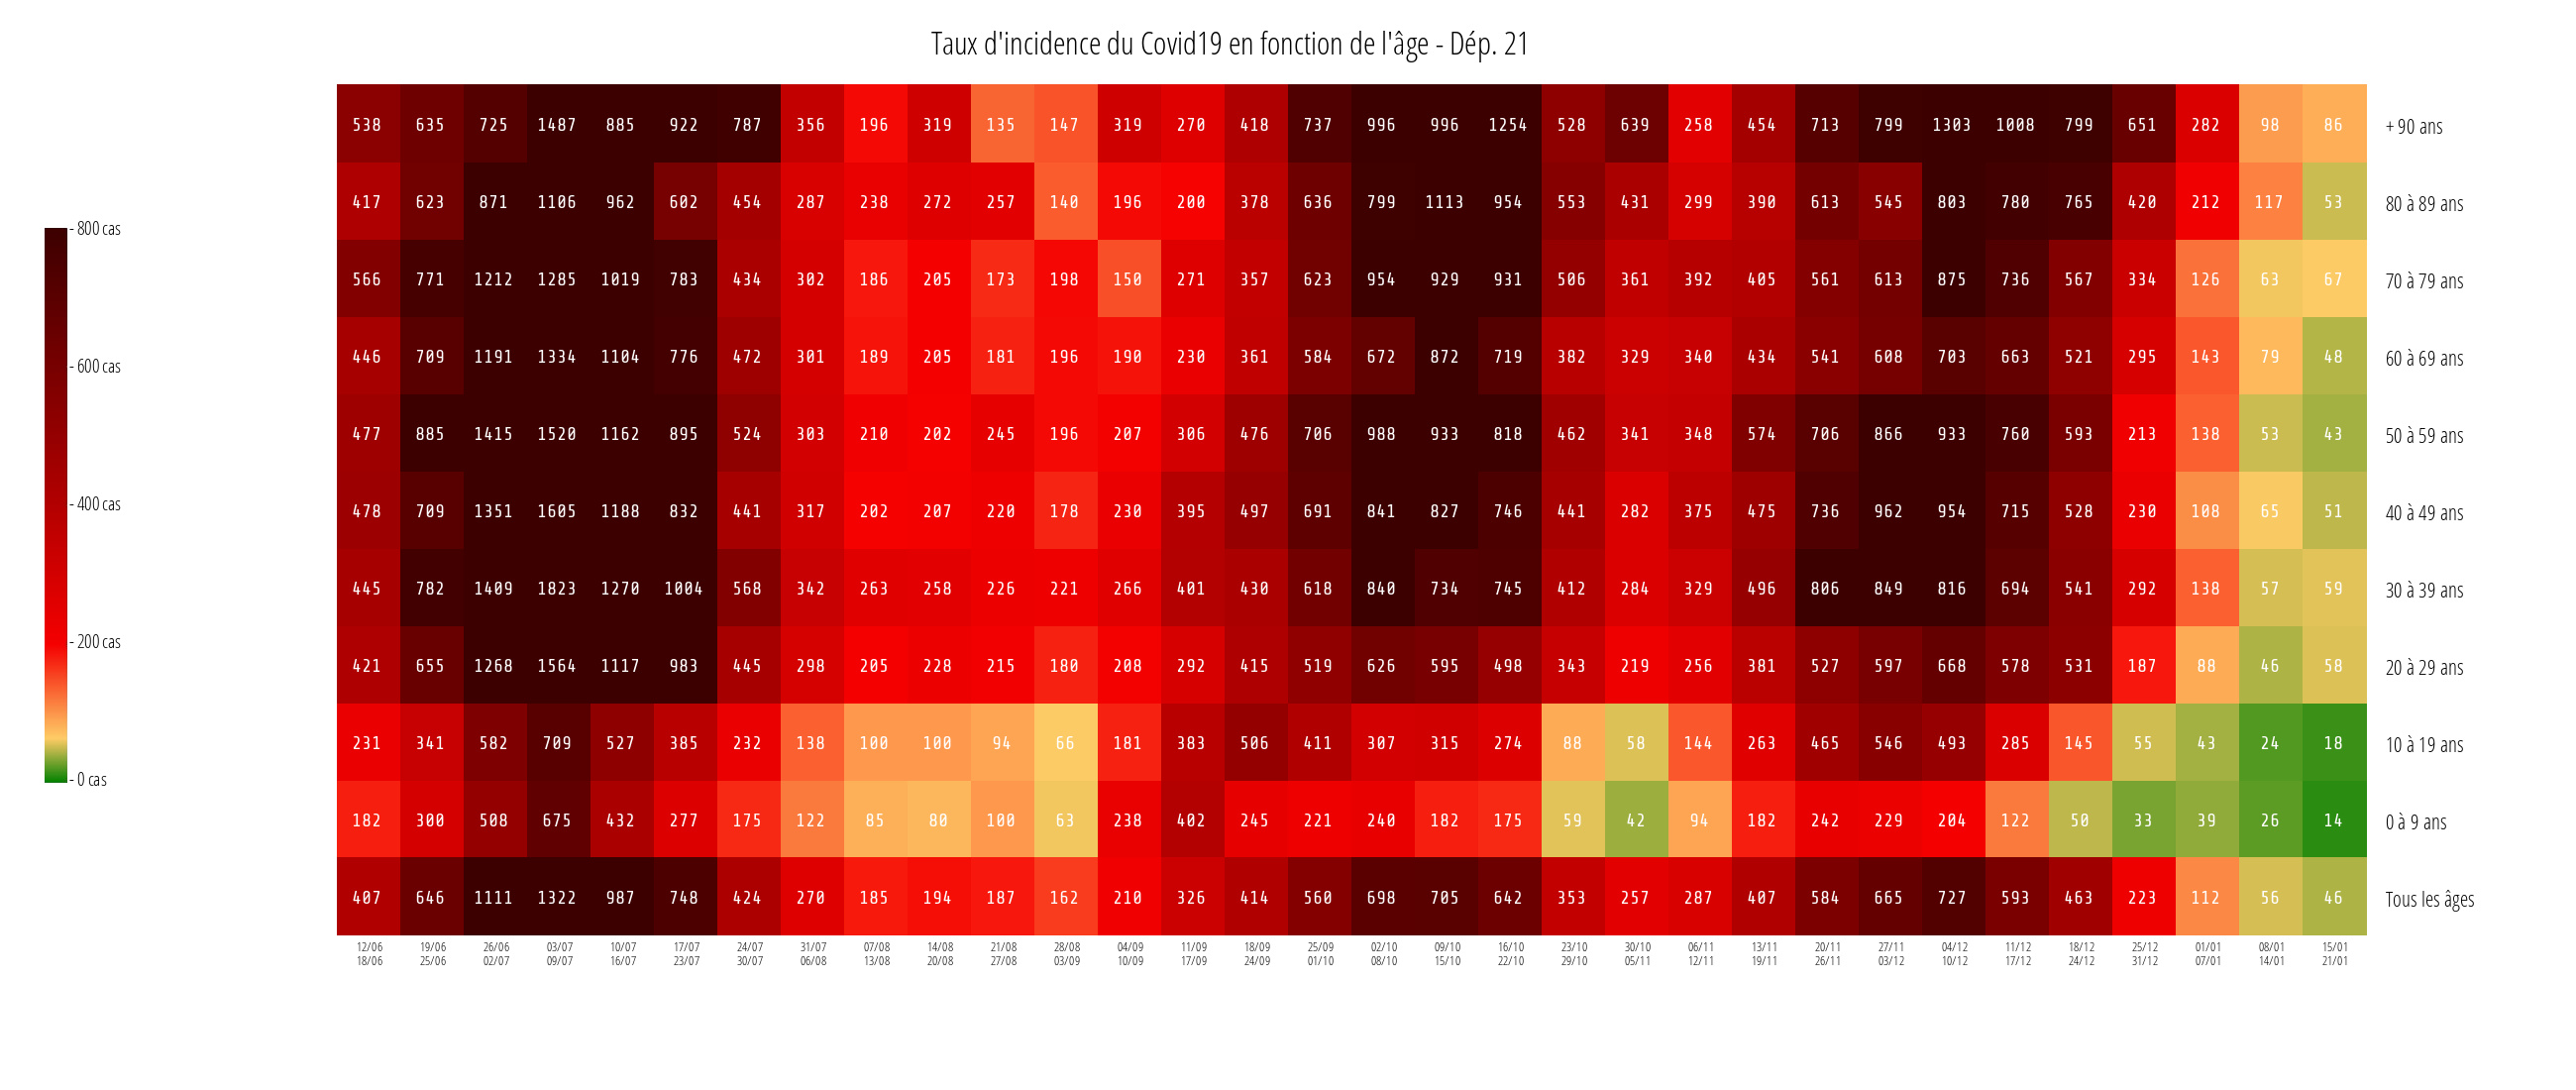 Taux d'incidence du Covid19 en fonction de l'âge - Dép. 21
- 800 cas
- 600 cas
- 400 cas
- 200 cas
- 0 cas
538 635 725 1487 885 922 787 356 196 319 135 147 319 270 418 737 996 996 1254 528 639 258 454 713 799 1303 1008 799 651 282 98 86 + 90 ans
417 623 871 1106 962 602 454 287 238 272 257 140 196 200 378 636 799 1113 954 553 431 299 390 613 545 803 780 765 420 212 117 53 80 à 89 ans
566 771 1212 1285 1019 783 434 302 186 205 173 198 150 271 357 623 954 929 931 506 361 392 405 561 613 875 736 567 334 126 63 67 70 à 79 ans
446 709 1191 1334 1104 776 472 301 189 205 181 196 190 230 361 584 672 872 719 382 329 340 434 541 608 703 663 521 295 143 79 48 60 à 69 ans
477 885 1415 1520 1162 895 524 303 210 202 245 196 207 306 476 706 988 933 818 462 341 348 574 706 866 933 760 593 213 138 53 43 50 à 59 ans
478 709 1351 1605 1188 832 441 317 202 207 220 178 230 395 497 691 841 827 746 441 282 375 475 736 962 954 715 528 230 108 65 51 40 à 49 ans
445 782 1409 1823 1270 1004 568 342 263 258 226 221 266 401 430 618 840 734 745 412 284 329 496 806 849 816 694 541 292 138 57 59 30 à 39 ans
421 655 1268 1564 1117 983 445 298 205 228 215 180 208 292 415 519 626 595 498 343 219 256 381 527 597 668 578 531 187 88 46 58 20 à 29 ans
231 341 582 709 527 385 232 138 100 100 94 66 181 383 506 411 307 315 274 88 58 144 263 465 546 493 285 145 55 43 24 18 10 à 19 ans
182 300 508 675 432 277 175 122 85 80 100 63 238 402 245 221 240 182 175 59 42 94 182 242 229 204 122 50 33 39 26 14 0 à 9 ans
407 646 1111 1322 987 748 424 270 185 194 187 162 210 326 414 560 698 705 642 353 257 287 407 584 665 727 593 463 223 112 56 46 Tous les âges
12/06 19/06 26/06 03/07 10/07 17/07 24/07 31/07 07/08 14/08 21/08 28/08 04/09 11/09 18/09 25/09 02/10 09/10 16/10 23/10 30/10 06/11 13/11 20/11 27/11 04/12 11/12 18/12 25/12 01/01 08/01 15/01
18/06 25/06 02/07 09/07 16/07 23/07 30/07 06/08 13/08 20/08 27/08 03/09 10/09 17/09 24/09 01/10 08/10 15/10 22/10 29/10 05/11 12/11 19/11 26/11 03/12 10/12 17/12 24/12 31/12 07/01 14/01 21/01